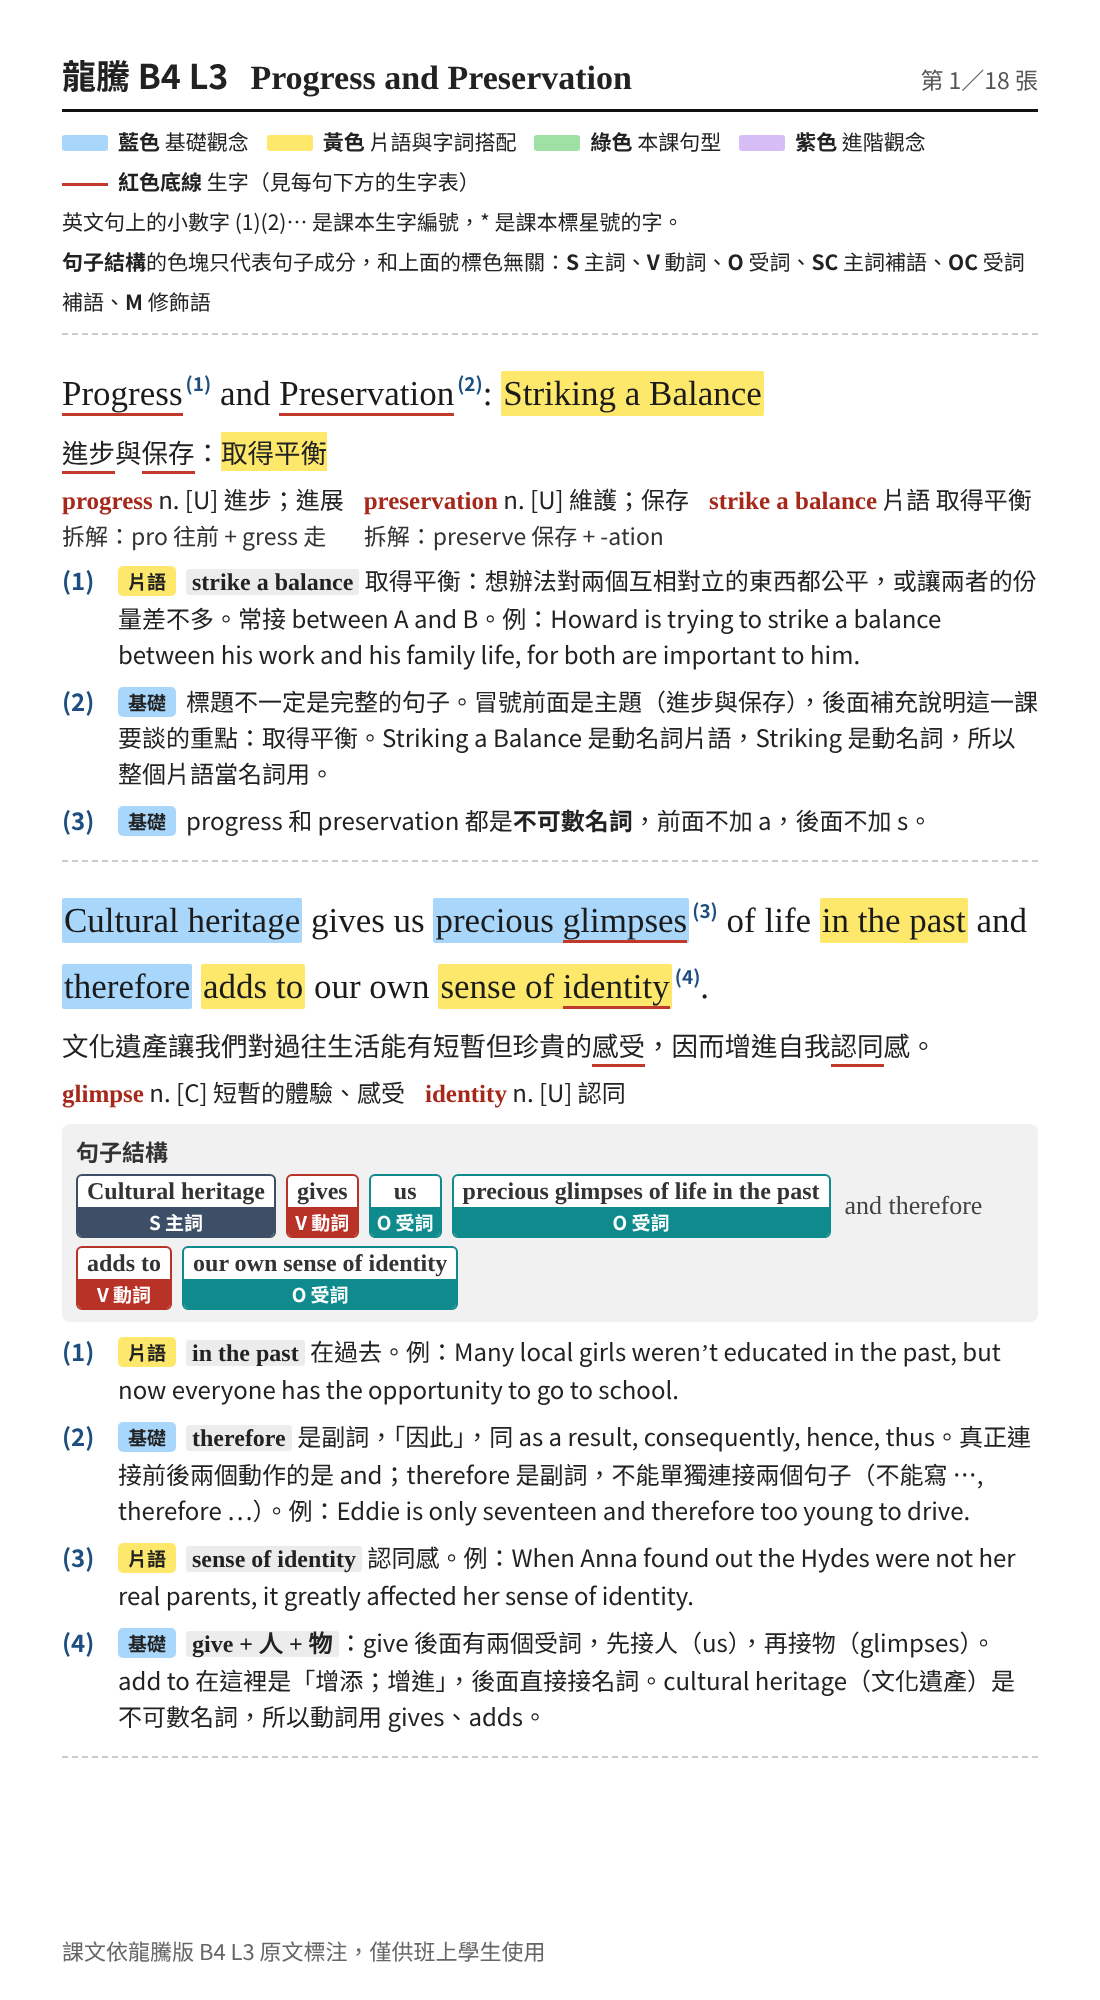 龍騰 B4 L3 Progress and Preservation 第 1／18 張
藍色 基礎觀念 黃色 片語與字詞搭配 綠色 本課句型 紫色 進階觀念
紅色底線 生字（見每句下方的生字表）
英文句上的小數字 (1)(2)⋯ 是課本生字編號，* 是課本標星號的字。
句子結構的色塊只代表句子成分，和上面的標色無關：S 主詞、V 動詞、O 受詞、SC 主詞補語、OC 受詞
補語、M 修飾語
Progress(1) and Preservation(2): Striking a Balance
進步與保存：取得平衡
progress n. [U] 進步；進展 preservation n. [U] 維護；保存 strike a balance 片語 取得平衡
拆解：pro 往前 + gress 走 拆解：preserve 保存 + -ation
(1) 片語 strike a balance 取得平衡：想辦法對兩個互相對立的東西都公平，或讓兩者的份
量差不多。常接 between A and B。例：Howard is trying to strike a balance
between his work and his family life, for both are important to him.
(2) 基礎 標題不一定是完整的句子。冒號前面是主題（進步與保存），後面補充說明這一課
要談的重點：取得平衡。Striking a Balance 是動名詞片語，Striking 是動名詞，所以
整個片語當名詞用。
(3) 基礎 progress 和 preservation 都是不可數名詞，前面不加 a，後面不加 s。
Cultural heritage gives us precious glimpses(3) of life in the past and
therefore adds to our own sense of identity(4).
文化遺產讓我們對過往生活能有短暫但珍貴的感受，因而增進自我認同感。
glimpse n. [C] 短暫的體驗、感受 identity n. [U] 認同
句子結構
Cultural heritage gives us precious glimpses of life in the past and therefore
S 主詞 V 動詞 O 受詞 O 受詞
adds to our own sense of identity
V 動詞 O 受詞
(1) 片語 in the past 在過去。例：Many local girls weren’t educated in the past, but
now everyone has the opportunity to go to school.
(2) 基礎 therefore 是副詞，「因此」，同 as a result, consequently, hence, thus。真正連
接前後兩個動作的是 and；therefore 是副詞，不能單獨連接兩個句子（不能寫 ⋯,
therefore …）。例：Eddie is only seventeen and therefore too young to drive.
(3) 片語 sense of identity 認同感。例：When Anna found out the Hydes were not her
real parents, it greatly affected her sense of identity.
(4) 基礎 give + 人 + 物：give 後面有兩個受詞，先接人（us），再接物（glimpses）。
add to 在這裡是「增添；增進」，後面直接接名詞。cultural heritage（文化遺產）是
不可數名詞，所以動詞用 gives、adds。
課文依龍騰版 B4 L3 原文標注，僅供班上學生使用